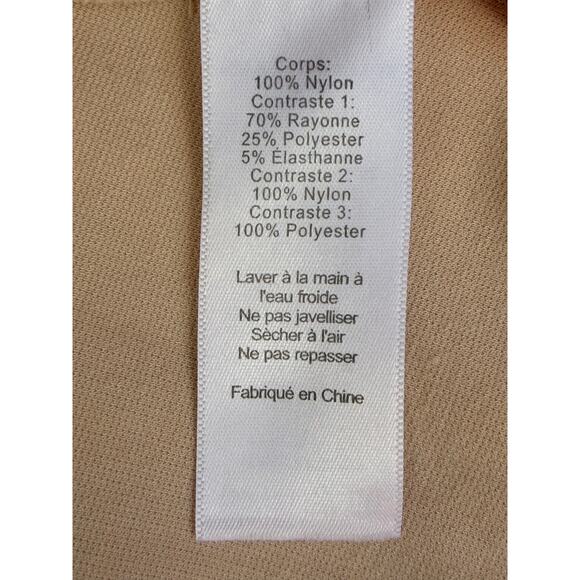 Corps:
100% Nylon
Contraste 1:
70% Rayonne
25% Polyester
5% Élasthanne
Contraste 2:
100% Nylon
Contraste 3:
100% Polyester
Laver à la main à
l'eau froide
Ne pas javelliser
Sècher à l'air
Ne pas repasser
Fabriqué en Chine